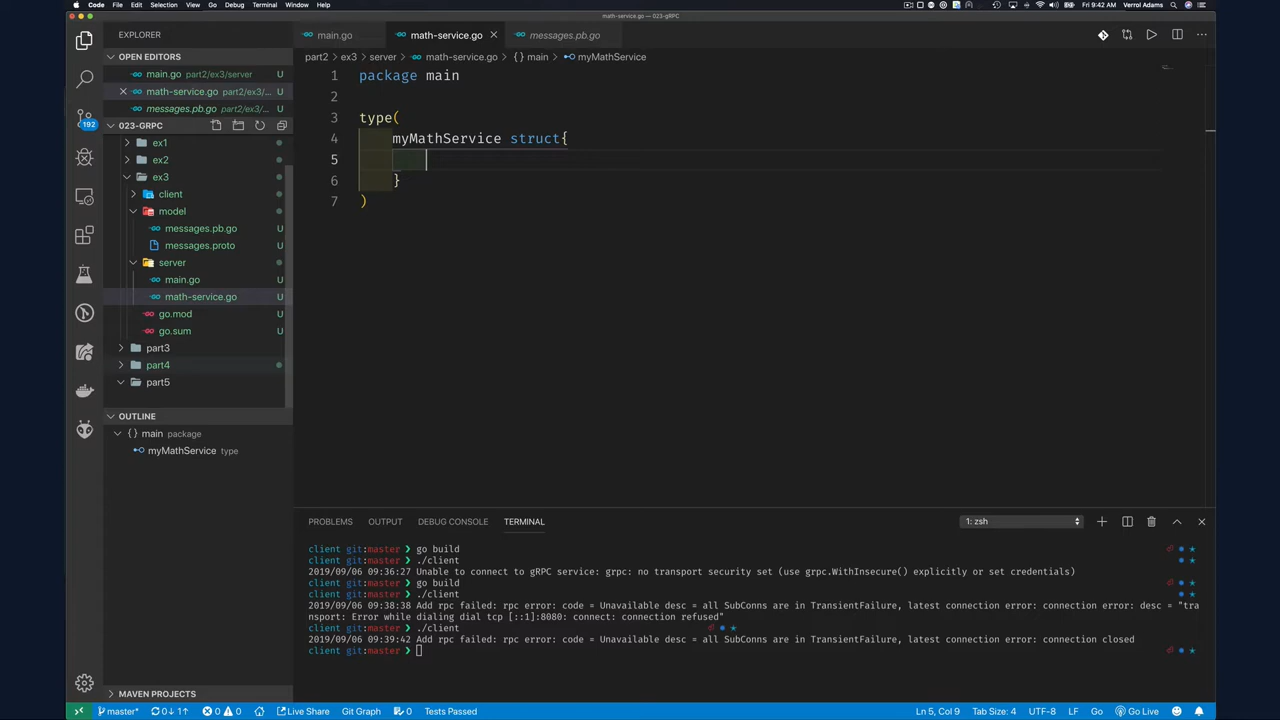 Code File Edit Selection View Go Debug Terminal Window Help
Fri 9:42 AM Verrol Adams
math-service.go — 023-gRPC
EXPLORER
main.go math-service.go messages.pb.go
OPEN EDITORS
main.go part2/ex3/server U
math-service.go part2/ex3/... U
messages.pb.go part2/ex3/... U
023-GRPC
192
ex1
ex2
ex3
client
model
messages.pb.go U
messages.proto U
server
main.go U
math-service.go U
go.mod U
go.sum U
part3
part4
part5
OUTLINE
{ } main package
myMathService type
MAVEN PROJECTS
part2 > ex3 > server > math-service.go > { } main > myMathService
1 package main
2
3 type(
4 myMathService struct{
5
6 }
7 )
PROBLEMS OUTPUT DEBUG CONSOLE TERMINAL 1: zsh
client git:master ❯ go build
client git:master ❯ ./client
2019/09/06 09:36:27 Unable to connect to gRPC service: grpc: no transport security set (use grpc.WithInsecure() explicitly or set credentials)
client git:master ❯ go build
client git:master ❯ ./client
2019/09/06 09:38:38 Add rpc failed: rpc error: code = Unavailable desc = all SubConns are in TransientFailure, latest connection error: connection error: desc = "tra
nsport: Error while dialing dial tcp [::1]:8080: connect: connection refused"
client git:master ❯ ./client
2019/09/06 09:39:42 Add rpc failed: rpc error: code = Unavailable desc = all SubConns are in TransientFailure, latest connection error: connection closed
client git:master ❯
master* 0↓ 1↑ 0 0 Live Share Git Graph 0 Tests Passed Ln 5, Col 9 Tab Size: 4 UTF-8 LF Go Go Live